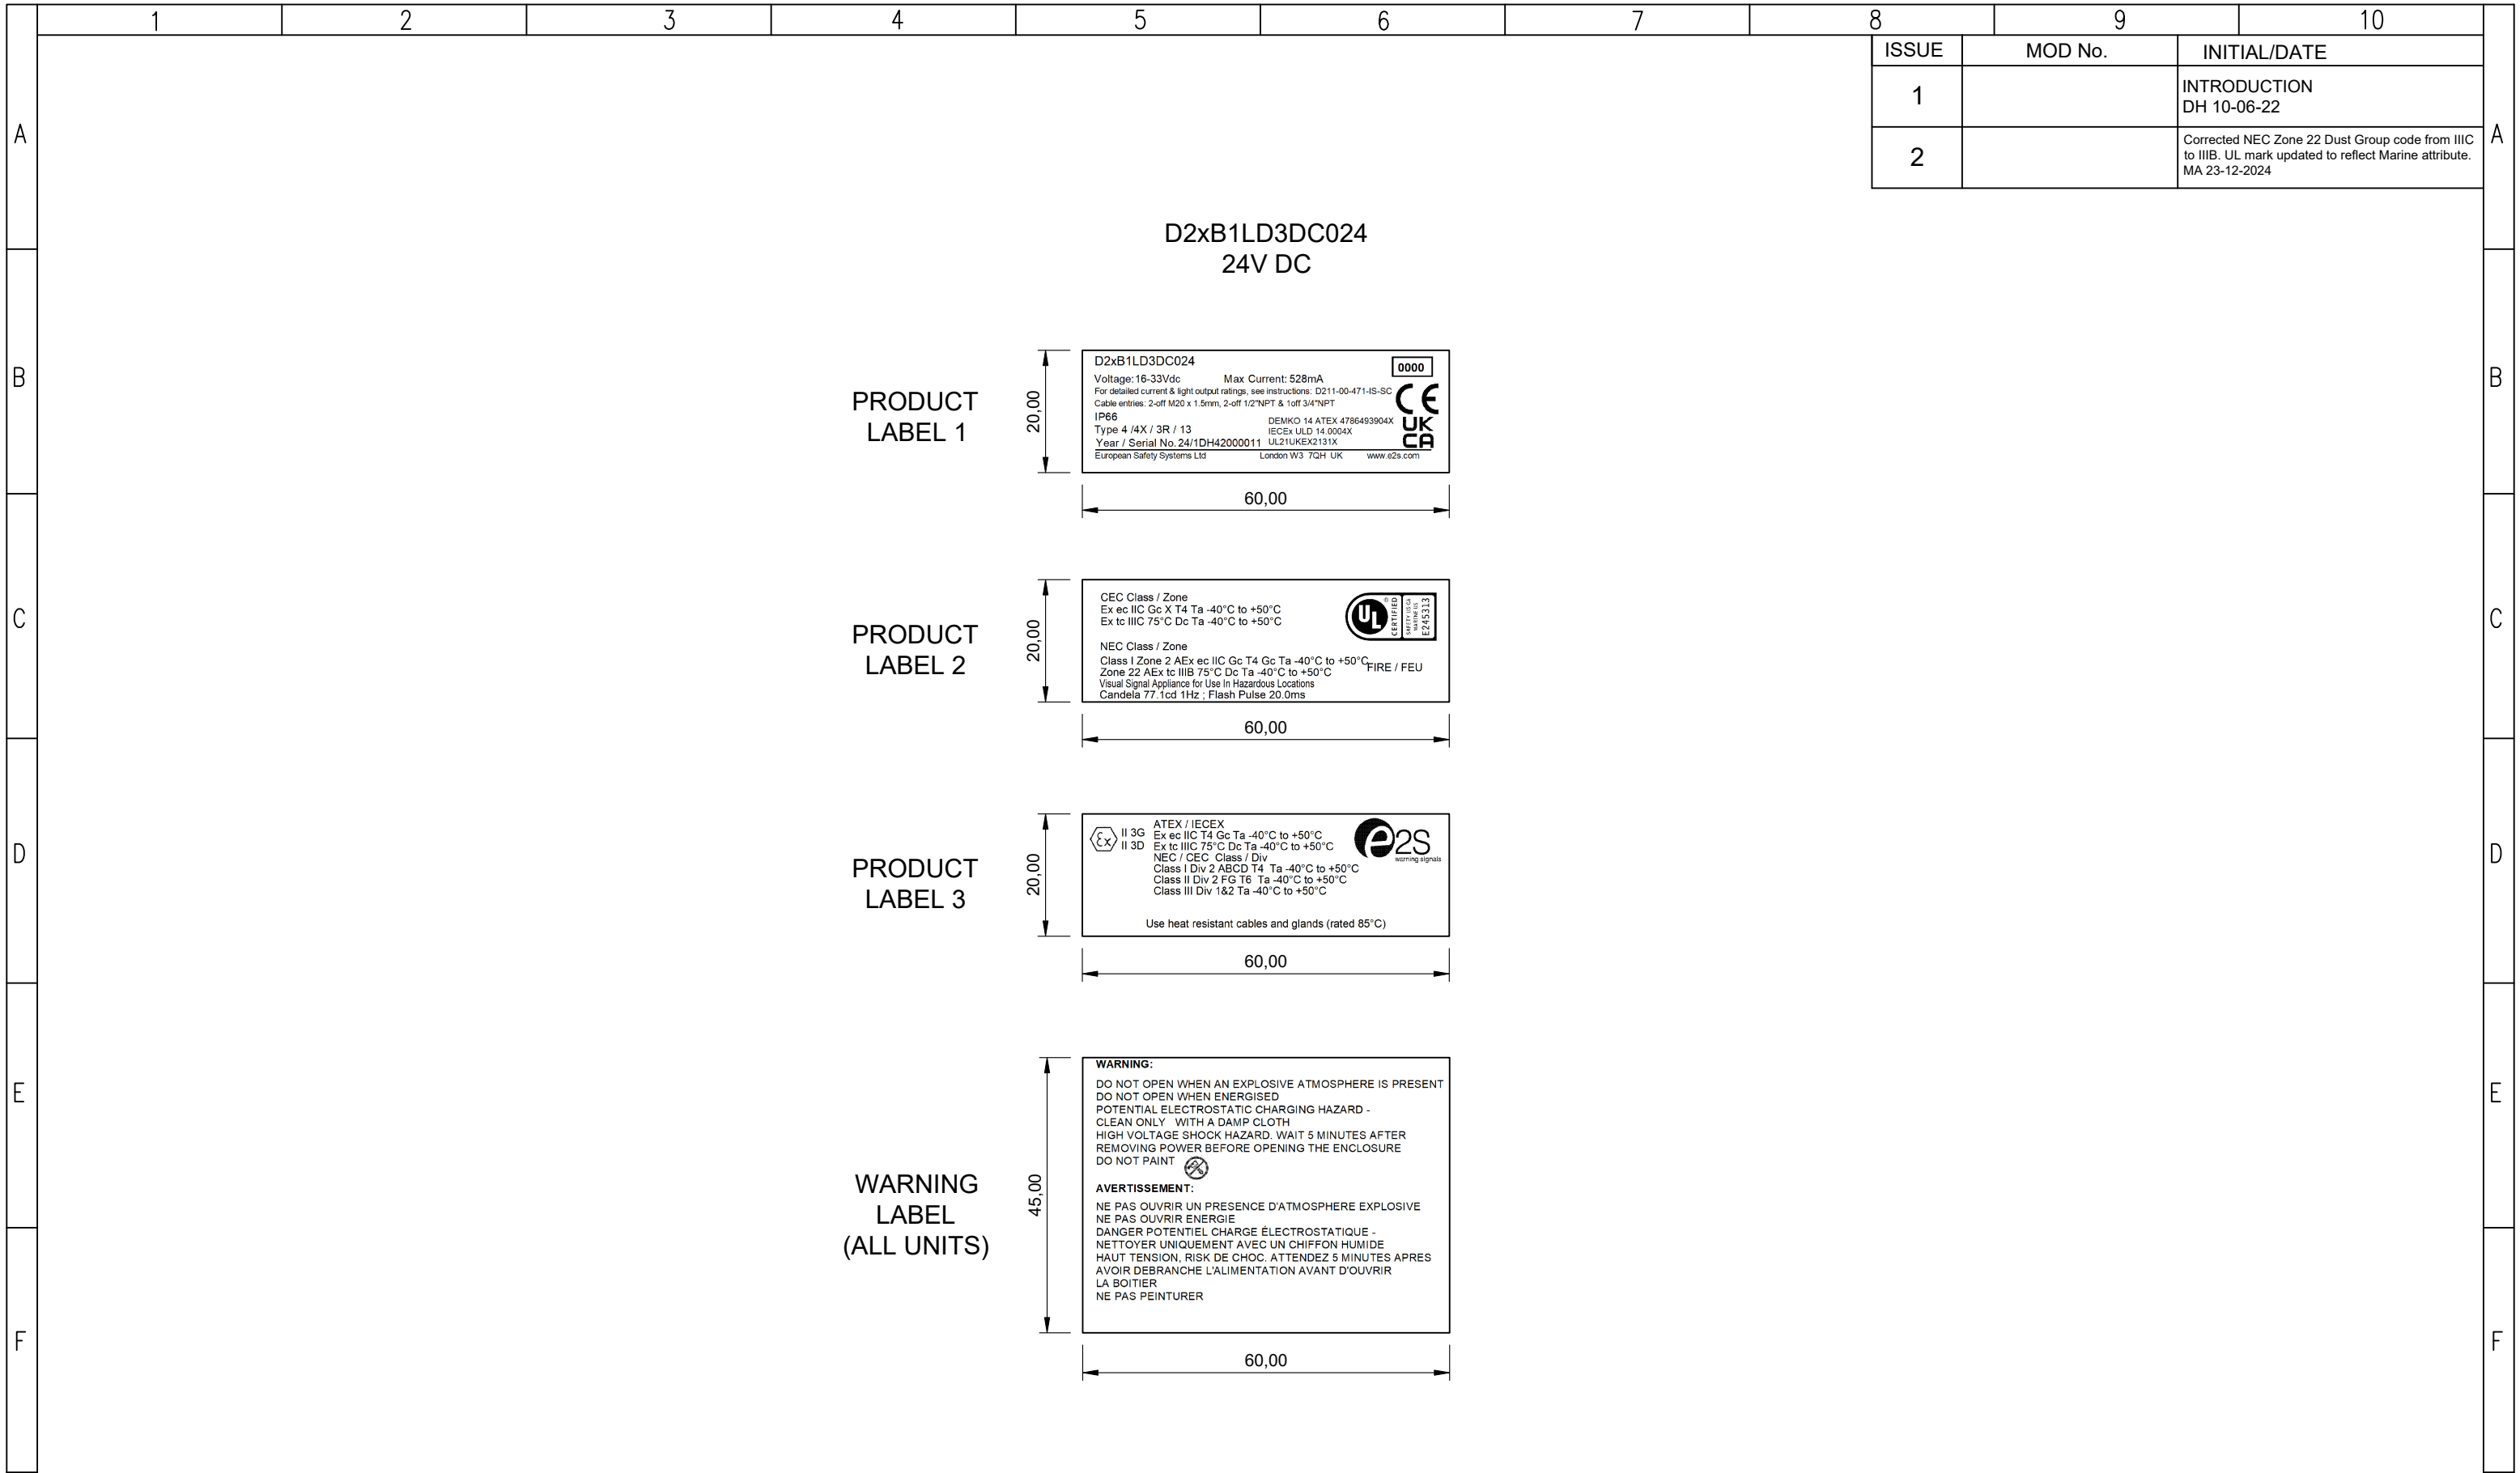 1 2 3 4 5 6 7 8 9 10
ISSUE MOD No. INITIAL/DATE
1 INTRODUCTION
DH 10-06-22
2 Corrected NEC Zone 22 Dust Group code from IIIC
to IIIB. UL mark updated to reflect Marine attribute.
MA 23-12-2024
A A
D2xB1LD3DC024
24V DC
B B
PRODUCT
LABEL 1
20,00
D2xB1LD3DC024
0000
Voltage: 16-33Vdc Max Current: 528mA
For detailed current & light output ratings, see instructions: D211-00-471-IS-SC
Cable entries: 2-off M20 x 1.5mm, 2-off 1/2"NPT & 1off 3/4"NPT
CE
IP66
DEMKO 14 ATEX 4786493904X
Type 4 /4X / 3R / 13
IECEx ULD 14.0004X
Year / Serial No. 24/1DH42000011 UL21UKEX2131X
UK
CA
European Safety Systems Ltd London W3 7QH UK www.e2s.com
60,00
C C
PRODUCT
LABEL 2
20,00
CEC Class / Zone
Ex ec IIC Gc X T4 Ta -40°C to +50°C
Ex tc IIIC 75°C Dc Ta -40°C to +50°C
UL ®
CERTIFIED
SAFETY US CA
MARINE US
E245313
NEC Class / Zone
Class I Zone 2 AEx ec IIC Gc T4 Gc Ta -40°C to +50°C
Zone 22 AEx tc IIIB 75°C Dc Ta -40°C to +50°C
FIRE / FEU
Visual Signal Appliance for Use In Hazardous Locations
Candela 77.1cd 1Hz ; Flash Pulse 20.0ms
60,00
D D
PRODUCT
LABEL 3
20,00
Ex
II 3G
II 3D
ATEX / IECEX
Ex ec IIC T4 Gc Ta -40°C to +50°C
Ex tc IIIC 75°C Dc Ta -40°C to +50°C
NEC / CEC Class / Div
Class I Div 2 ABCD T4 Ta -40°C to +50°C
Class II Div 2 FG T6 Ta -40°C to +50°C
Class III Div 1&2 Ta -40°C to +50°C
e2S
warning signals
Use heat resistant cables and glands (rated 85°C)
60,00
E E
WARNING
LABEL
(ALL UNITS)
45,00
WARNING:
DO NOT OPEN WHEN AN EXPLOSIVE ATMOSPHERE IS PRESENT
DO NOT OPEN WHEN ENERGISED
POTENTIAL ELECTROSTATIC CHARGING HAZARD -
CLEAN ONLY WITH A DAMP CLOTH
HIGH VOLTAGE SHOCK HAZARD. WAIT 5 MINUTES AFTER
REMOVING POWER BEFORE OPENING THE ENCLOSURE
DO NOT PAINT
AVERTISSEMENT:
NE PAS OUVRIR UN PRESENCE D'ATMOSPHERE EXPLOSIVE
NE PAS OUVRIR ENERGIE
DANGER POTENTIEL CHARGE ÉLECTROSTATIQUE -
NETTOYER UNIQUEMENT AVEC UN CHIFFON HUMIDE
HAUT TENSION, RISK DE CHOC. ATTENDEZ 5 MINUTES APRES
AVOIR DEBRANCHE L'ALIMENTATION AVANT D'OUVRIR
LA BOITIER
NE PAS PEINTURER
60,00
F F